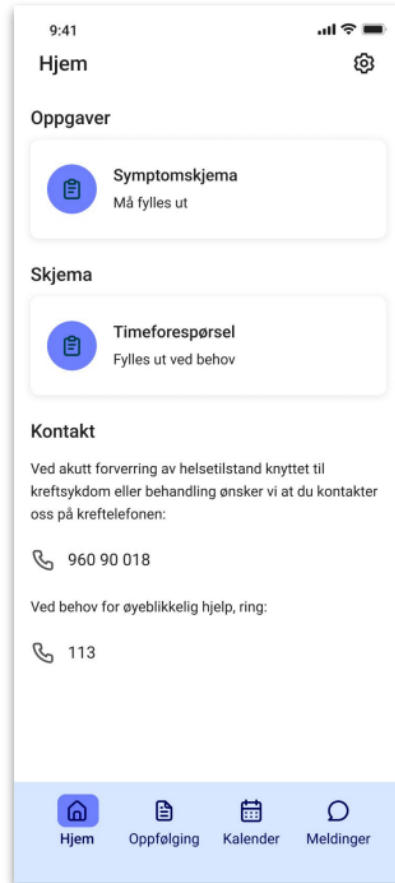 9:41
Hjem
Oppgaver
Symptomskjema
Må fylles ut
Skjema
Timeforespørsel
Fylles ut ved behov
Kontakt
Ved akutt forverring av helsetilstand knyttet til
kreftsykdom eller behandling ønsker vi at du kontakter
oss på kreftelefonen:
960 90 018
Ved behov for øyeblikkelig hjelp, ring:
113
Hjem Oppfølging Kalender Meldinger